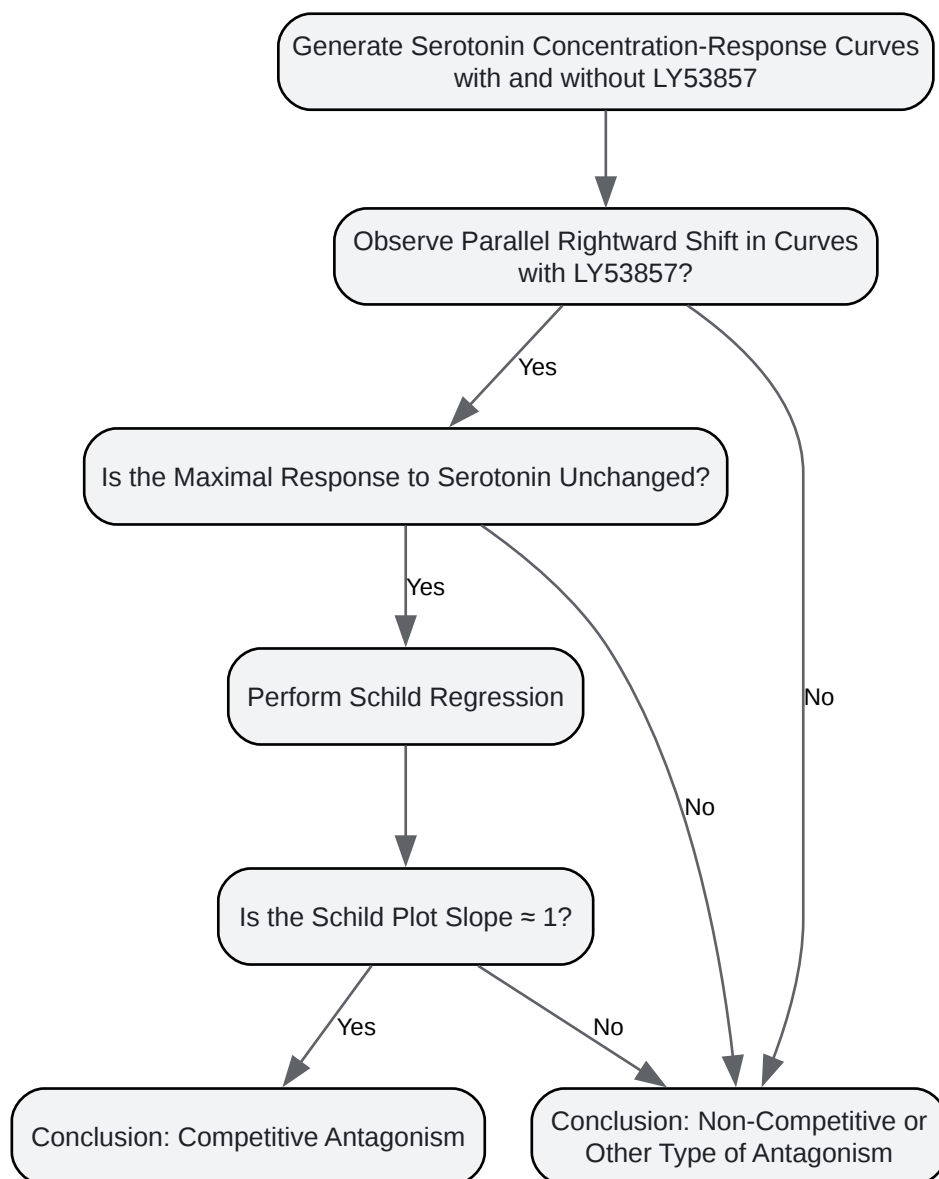 Generate Serotonin Concentration-Response Curves
with and without LY53857
Observe Parallel Rightward Shift in Curves
with LY53857?
Yes
Is the Maximal Response to Serotonin Unchanged?
Yes
Perform Schild Regression
No
No
Is the Schild Plot Slope ≈ 1?
Yes
No
Conclusion: Competitive Antagonism
Conclusion: Non-Competitive or
Other Type of Antagonism